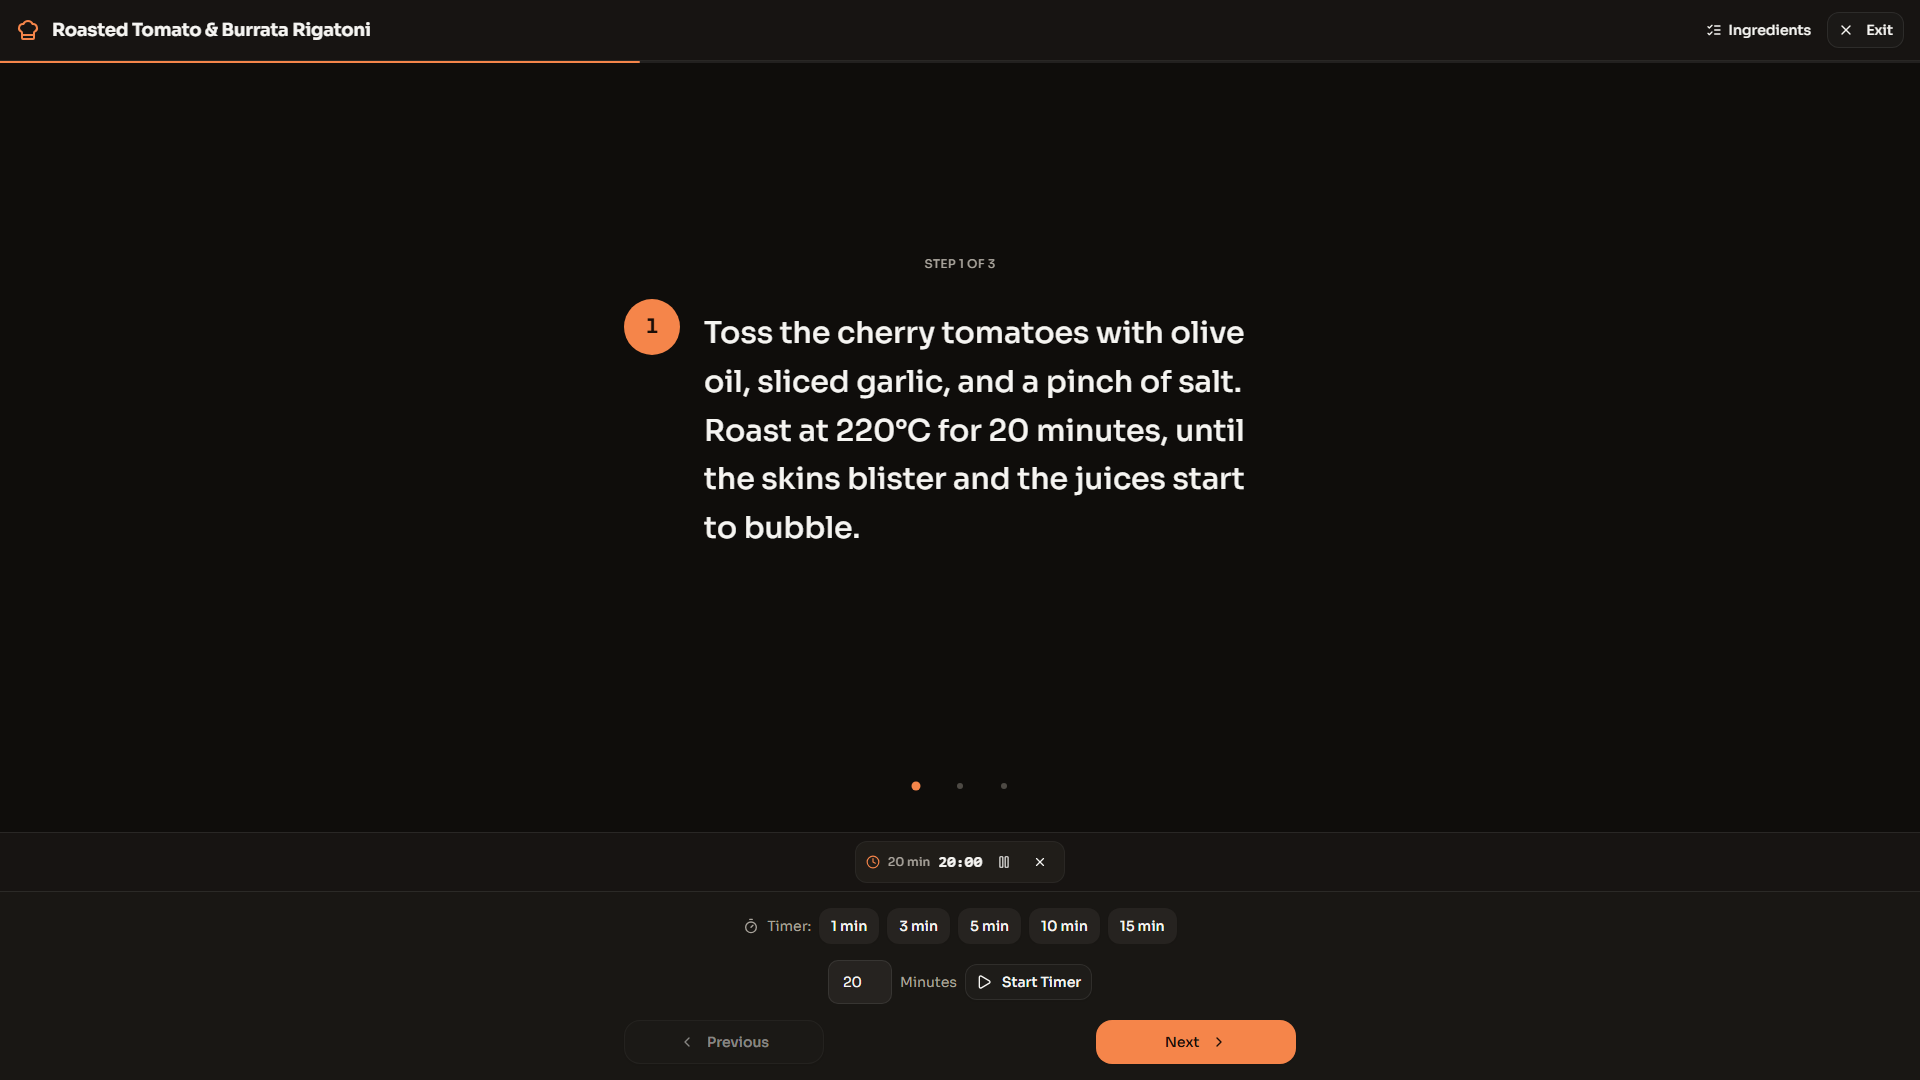 Roasted Tomato & Burrata Rigatoni
Ingredients
Exit
STEP 1 OF 3
1
Toss the cherry tomatoes with olive
oil, sliced garlic, and a pinch of salt.
Roast at 220°C for 20 minutes, until
the skins blister and the juices start
to bubble.
20 min 20:00
Timer: 1 min 3 min 5 min 10 min 15 min
20 Minutes Start Timer
Previous
Next